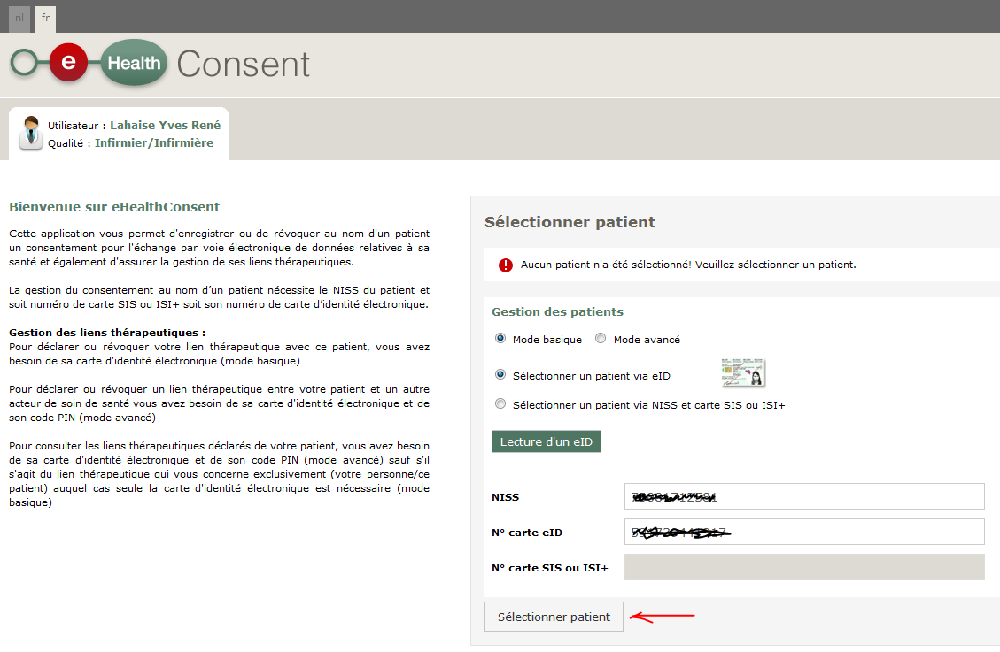 nl fr
e Health Consent
Utilisateur : Lahaise Yves René
Qualité : Infirmier/Infirmière
Bienvenue sur eHealthConsent
Cette application vous permet d'enregistrer ou de révoquer au nom d'un patient
un consentement pour l'échange par voie électronique de données relatives à sa
santé et également d'assurer la gestion de ses liens thérapeutiques.
La gestion du consentement au nom d’un patient nécessite le NISS du patient et
soit numéro de carte SIS ou ISI+ soit son numéro de carte d’identité électronique.
Gestion des liens thérapeutiques :
Pour déclarer ou révoquer votre lien thérapeutique avec ce patient, vous avez
besoin de sa carte d'identité électronique (mode basique)
Pour déclarer ou révoquer un lien thérapeutique entre votre patient et un autre
acteur de soin de santé vous avez besoin de sa carte d'identité électronique et de
son code PIN (mode avancé)
Pour consulter les liens thérapeutiques déclarés de votre patient, vous avez besoin
de sa carte d'identité électronique et de son code PIN (mode avancé) sauf s'il
s'agit du lien thérapeutique qui vous concerne exclusivement (votre personne/ce
patient) auquel cas seule la carte d'identité électronique est nécessaire (mode
basique)
Sélectionner patient
Aucun patient n'a été sélectionné! Veuillez sélectionner un patient.
Gestion des patients
Mode basique Mode avancé
Sélectionner un patient via eID
Sélectionner un patient via NISS et carte SIS ou ISI+
Lecture d'un eID
NISS
N° carte eID
N° carte SIS ou ISI+
Sélectionner patient